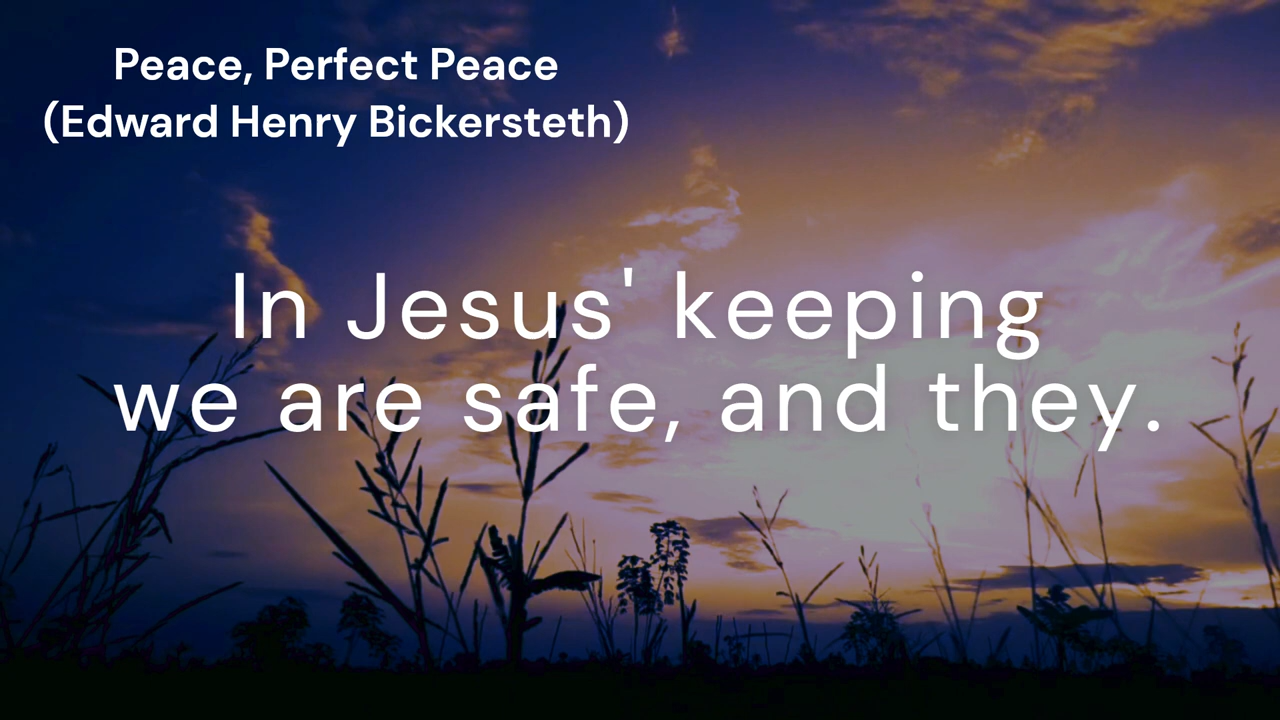 Peace, Perfect Peace
(Edward Henry Bickersteth)
In Jesus' keeping
we are safe, and they.